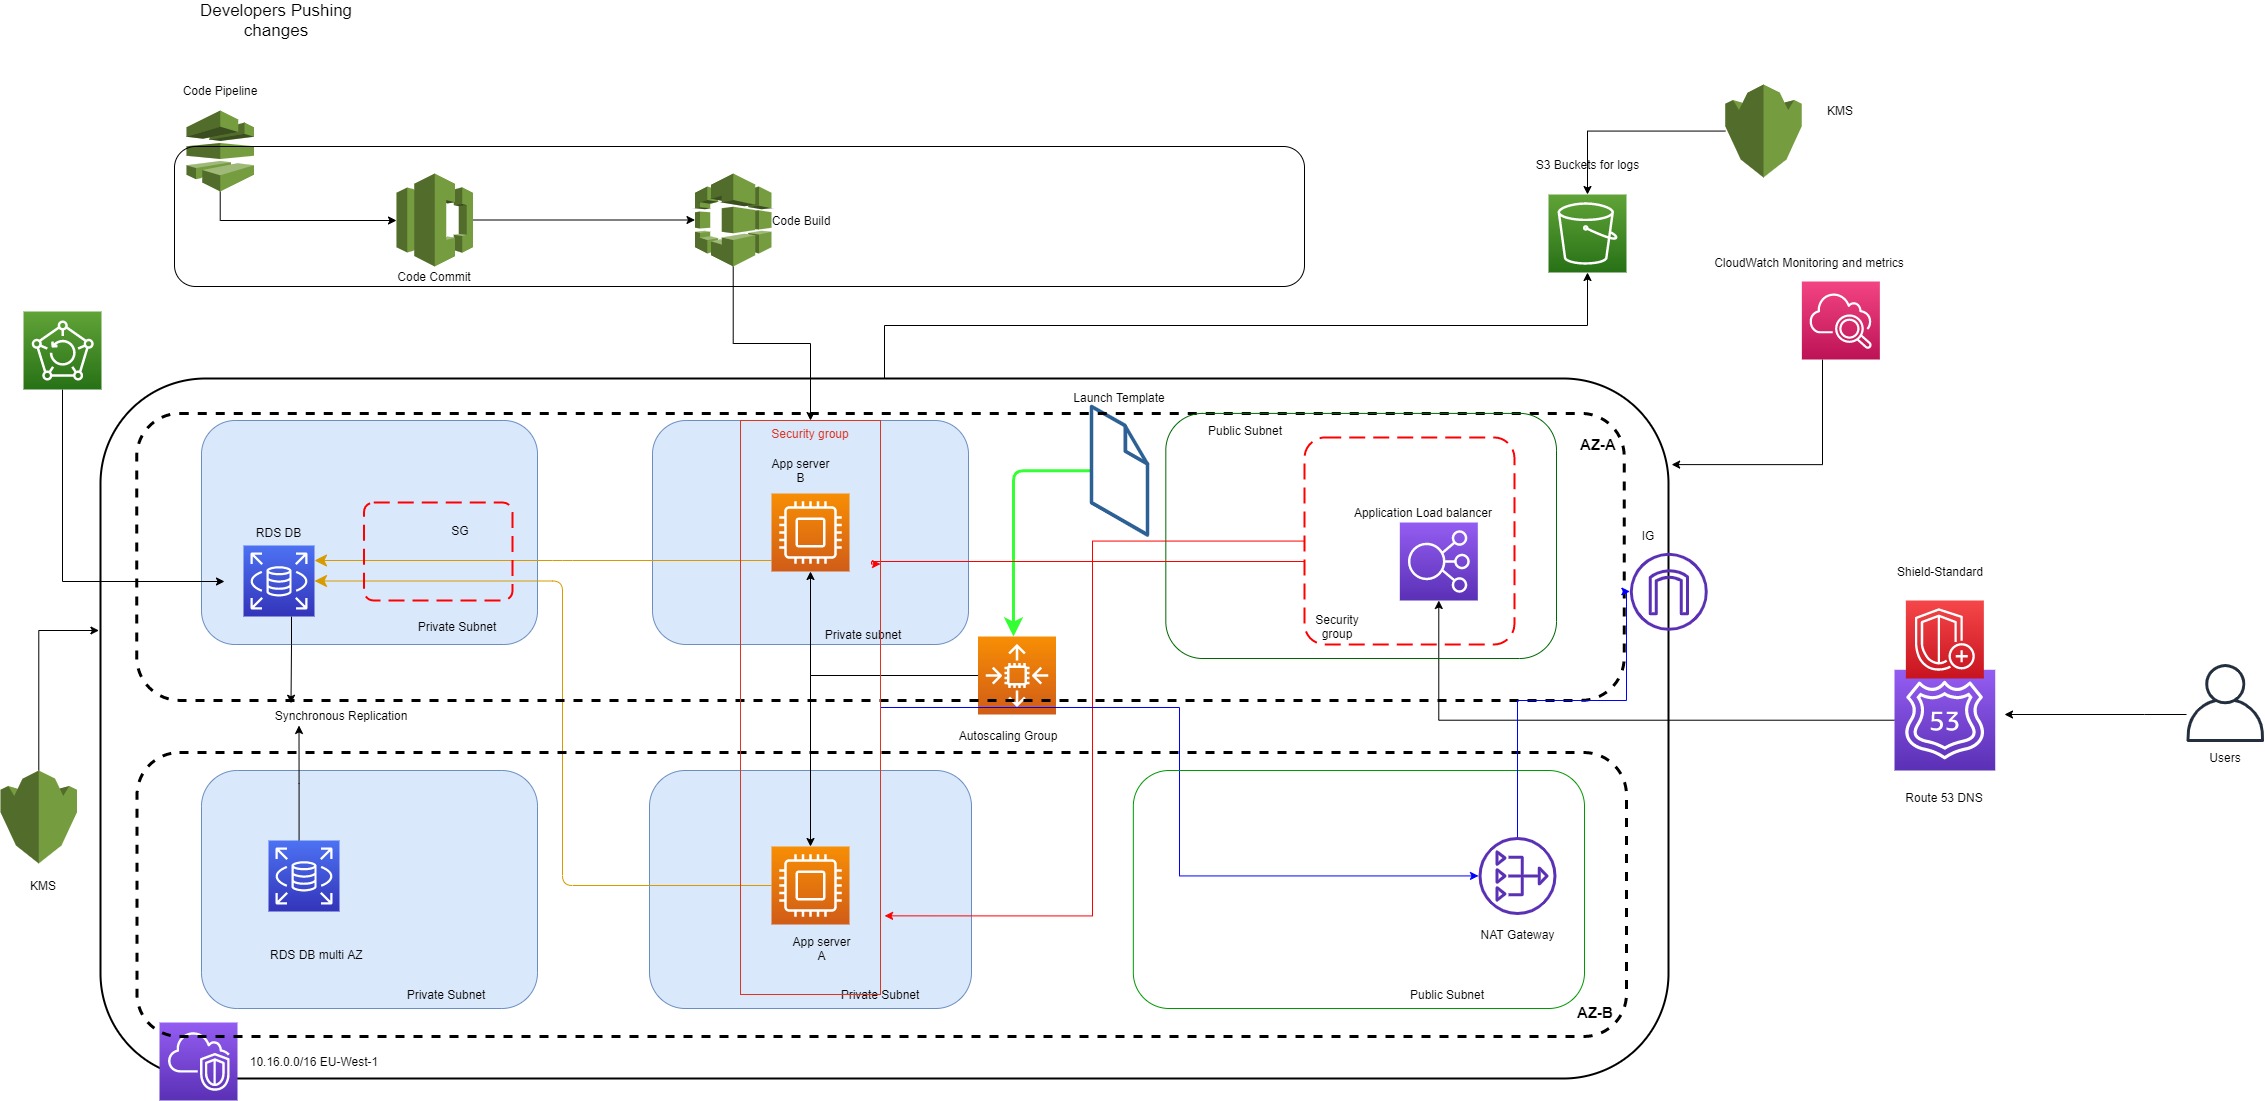 Developers Pushing
changes
Code Pipeline
KMS
S3 Buckets for logs
Code Build
CloudWatch Monitoring and metrics
Code Commit
Launch Template
Public Subnet
Security group
AZ-A
App server
B
Application Load balancer
SG
RDS DB
IG
Shield-Standard
Security
group
Private Subnet
Private subnet
Synchronous Replication
53
Autoscaling Group
Users
Route 53 DNS
KMS
NAT Gateway
App server
A
RDS DB multi AZ
Private Subnet
Private Subnet
Public Subnet
AZ-B
10.16.0.0/16 EU-West-1